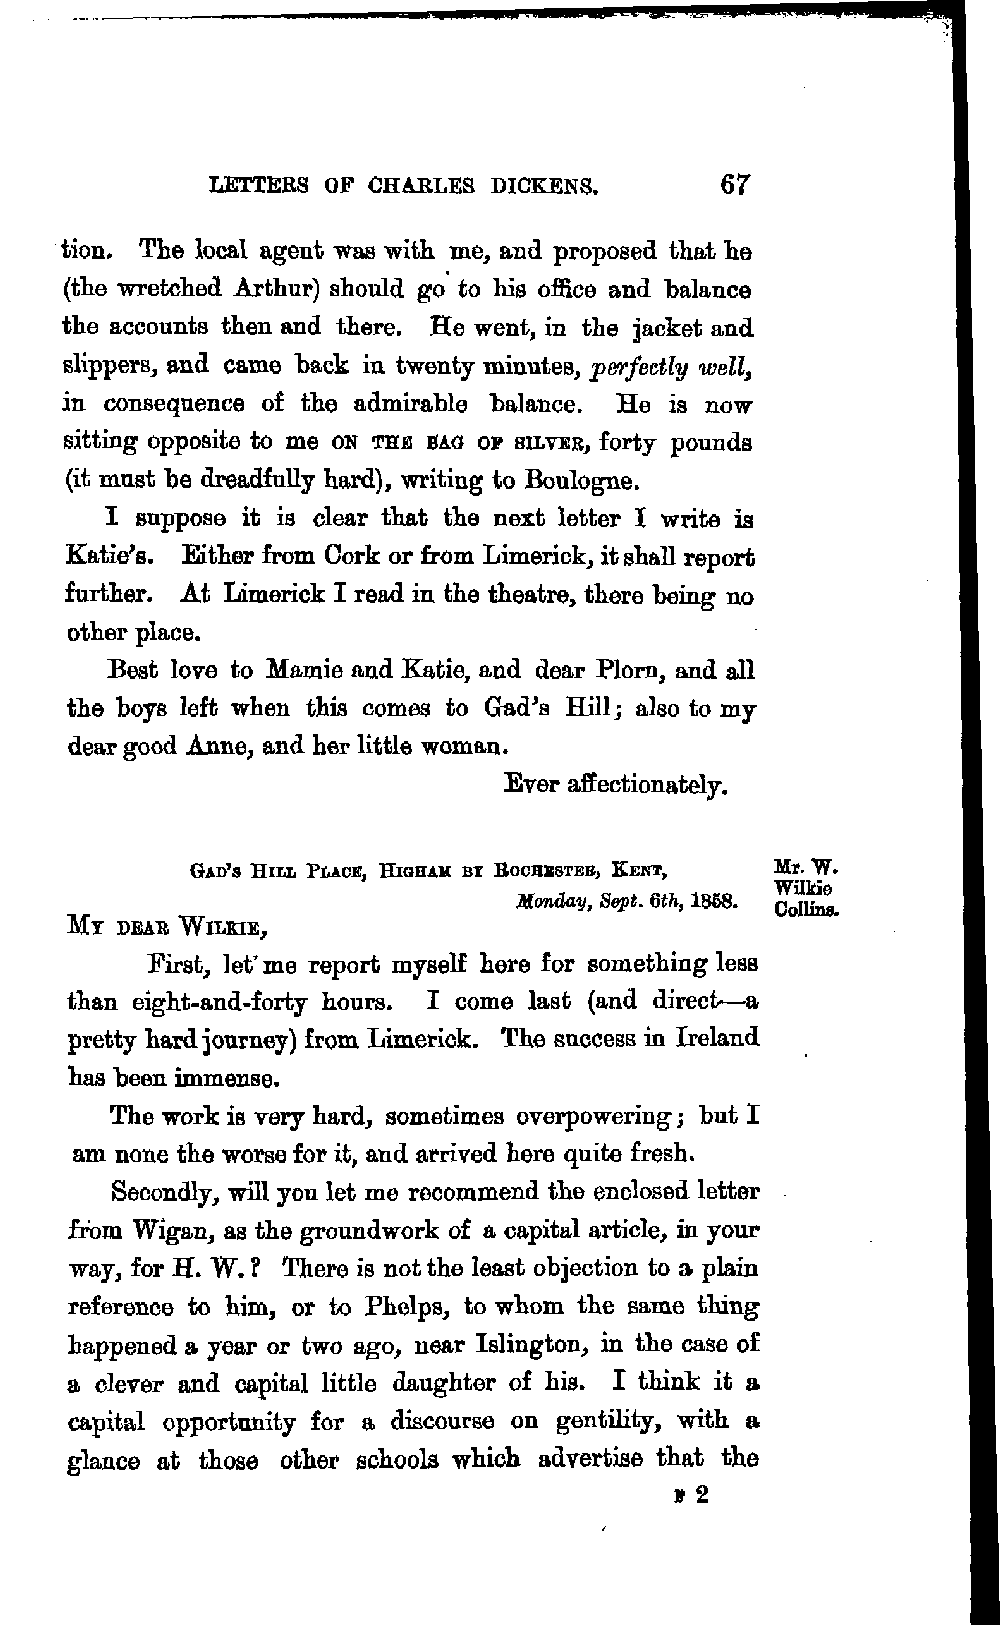 LETTERS OF CHARLES DICKENS. 67
tion. The local agent was with me, and proposed that he
(the wretched Arthur) should go to his office and balance
the accounts then and there. He went, in the jacket and
slippers, and came back in twenty minutes, perfectly well,
in consequence of the admirable balance. He is now
sitting opposite to me ON THE BAG OF SILVER, forty pounds
(it must be dreadfully hard), writing to Boulogne.
I suppose it is clear that the next letter I write is
Katie's. Either from Cork or from Limerick, it shall report
further. At Limerick I read in the theatre, there being no
other place.
Best love to Mamie and Katie, and dear Plorn, and all
the boys left when this comes to Gad's Hill; also to my
dear good Anne, and her little woman.
Ever affectionately.
GAD'S HILL PLACE, HIGHAM BY ROCHESTER, KENT,
Monday, Sept. 6th, 1858.
Mr. W.
Wilkie
Collins.
MY DEAR WILKIE,
First, let me report myself here for something less
than eight-and-forty hours. I come last (and direct—a
pretty hard journey) from Limerick. The success in Ireland
has been immense.
The work is very hard, sometimes overpowering; but I
am none the worse for it, and arrived here quite fresh.
Secondly, will you let me recommend the enclosed letter
from Wigan, as the groundwork of a capital article, in your
way, for H. W.? There is not the least objection to a plain
reference to him, or to Phelps, to whom the same thing
happened a year or two ago, near Islington, in the case of
a clever and capital little daughter of his. I think it a
capital opportunity for a discourse on gentility, with a
glance at those other schools which advertise that the
F 2